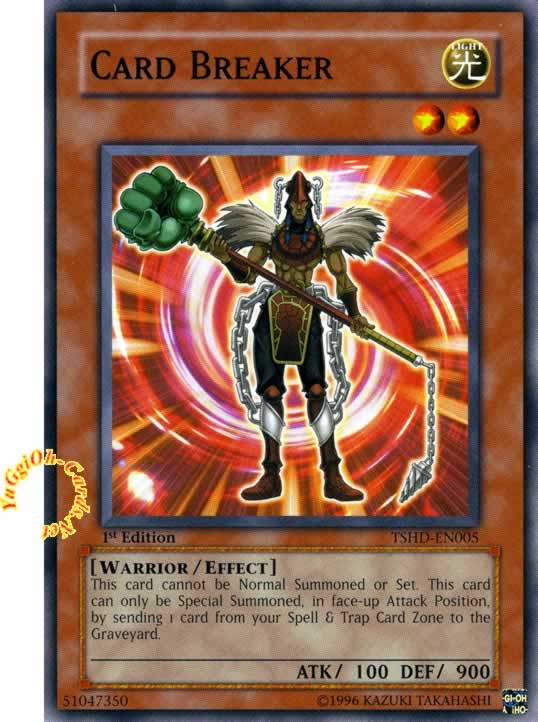 CARD BREAKER
LIGHT
光
1st Edition
TSHD-EN005
[WARRIOR/EFFECT]
This card cannot be Normal Summoned or Set. This card
can only be Special Summoned, in face-up Attack Position,
by sending 1 card from your Spell & Trap Card Zone to the
Graveyard.
ATK/ 100 DEF/ 900
51047350
©1996 KAZUKI TAKAHASHI
YuGgiOh-Cards.Net